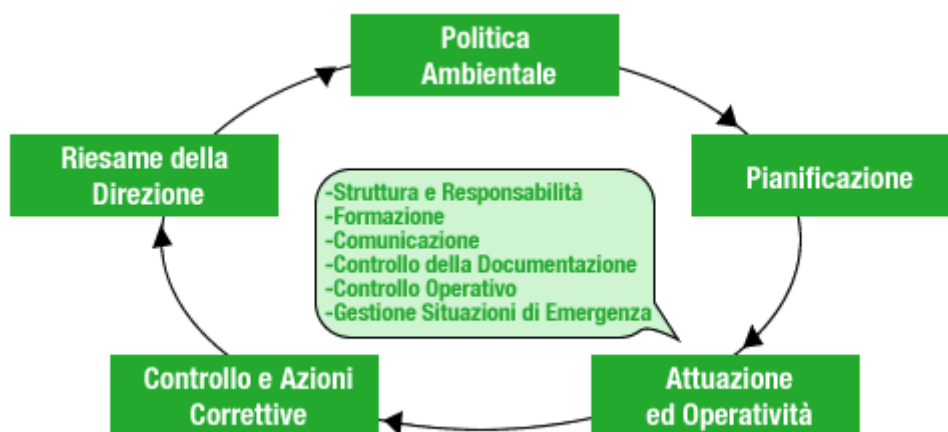 Politica
Ambientale
Pianificazione
Attuazione
ed Operatività
Controllo e Azioni
Correttive
Riesame della
Direzione
-Struttura e Responsabilità
-Formazione
-Comunicazione
-Controllo della Documentazione
-Controllo Operativo
-Gestione Situazioni di Emergenza